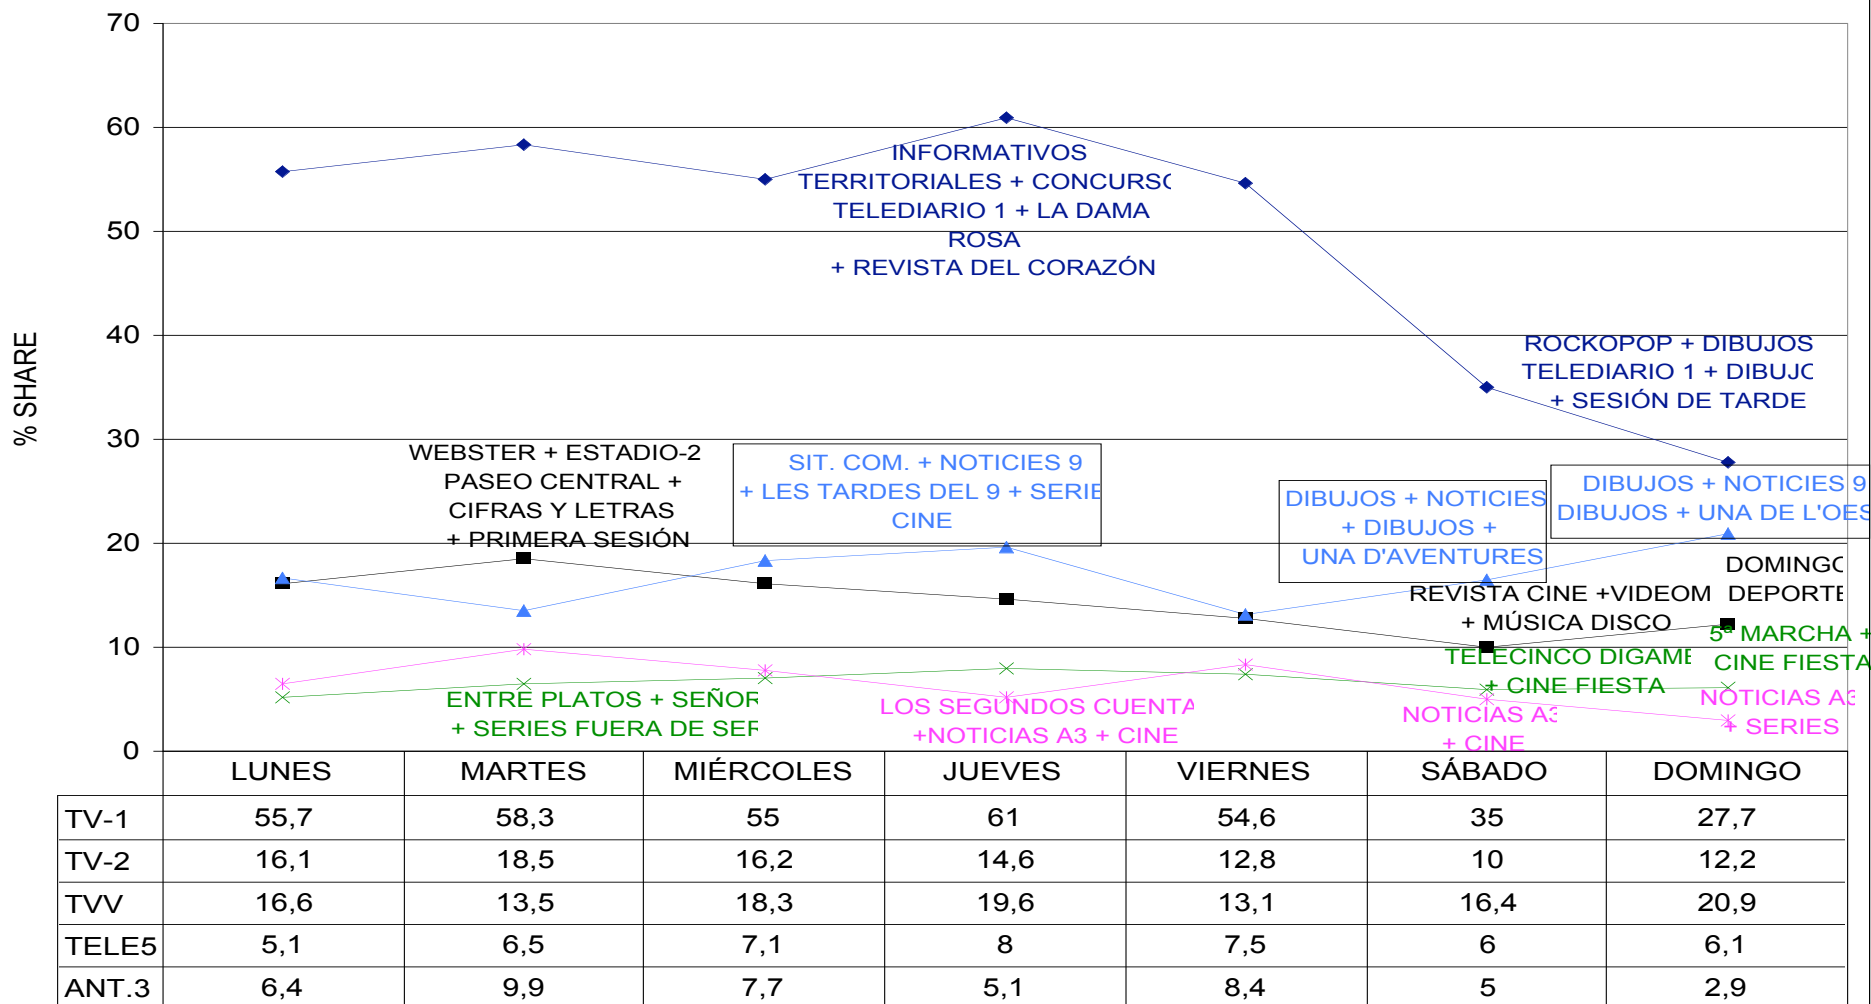 70
60
50
40
30
20
10
0
% SHARE
INFORMATIVOS
TERRITORIALES + CONCURSO
TELEDIARIO 1 + LA DAMA
ROSA
+ REVISTA DEL CORAZÓN
ROCKOPOP + DIBUJOS
TELEDIARIO 1 + DIBUJO
+ SESIÓN DE TARDE
WEBSTER + ESTADIO-2
PASEO CENTRAL +
CIFRAS Y LETRAS
+ PRIMERA SESIÓN
SIT. COM. + NOTICIES 9
+ LES TARDES DEL 9 + SERIE
CINE
DIBUJOS + NOTICIES
+ DIBUJOS +
UNA D'AVENTURES
DIBUJOS + NOTICIES 9
DIBUJOS + UNA DE L'OES
REVISTA CINE +VIDEOM
+ MÚSICA DISCO
DOMINGO
DEPORTE
5ª MARCHA +
CINE FIESTA
TELECINCO DIGAME
+ CINE FIESTA
ENTRE PLATOS + SEÑOR
+ SERIES FUERA DE SER
LOS SEGUNDOS CUENTA
+NOTICIAS A3 + CINE
NOTICIAS A3
+ CINE
NOTICIAS A3
+ SERIES
LUNES MARTES MIÉRCOLES JUEVES VIERNES SÁBADO DOMINGO
TV-1 55,7 58,3 55 61 54,6 35 27,7
TV-2 16,1 18,5 16,2 14,6 12,8 10 12,2
TVV 16,6 13,5 18,3 19,6 13,1 16,4 20,9
TELE5 5,1 6,5 7,1 8 7,5 6 6,1
ANT.3 6,4 9,9 7,7 5,1 8,4 5 2,9